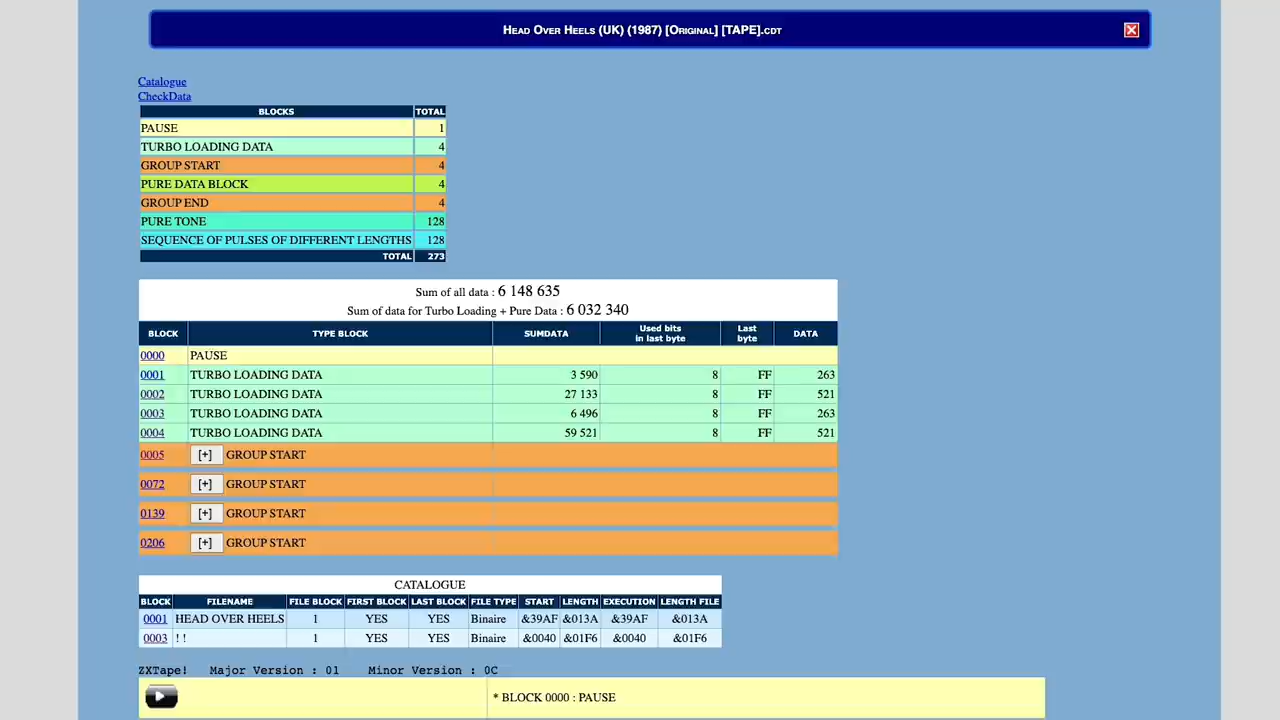 HEAD OVER HEELS (UK) (1987) [ORIGINAL] [TAPE].CDT
Catalogue
CheckData
BLOCKS TOTAL
PAUSE 1
TURBO LOADING DATA 4
GROUP START 4
PURE DATA BLOCK 4
GROUP END 4
PURE TONE 128
SEQUENCE OF PULSES OF DIFFERENT LENGTHS 128
TOTAL 273
Sum of all data : 6 148 635
Sum of data for Turbo Loading + Pure Data : 6 032 340
BLOCK TYPE BLOCK SUMDATA Used bits in last byte Last byte DATA
0000 PAUSE
0001 TURBO LOADING DATA 3 590 8 FF 263
0002 TURBO LOADING DATA 27 133 8 FF 521
0003 TURBO LOADING DATA 6 496 8 FF 263
0004 TURBO LOADING DATA 59 521 8 FF 521
0005 [+] GROUP START
0072 [+] GROUP START
0139 [+] GROUP START
0206 [+] GROUP START
CATALOGUE
BLOCK FILENAME FILE BLOCK FIRST BLOCK LAST BLOCK FILE TYPE START LENGTH EXECUTION LENGTH FILE
0001 HEAD OVER HEELS 1 YES YES Binaire &39AF &013A &39AF &013A
0003 ! ! 1 YES YES Binaire &0040 &01F6 &0040 &01F6
ZXTape! Major Version : 01 Minor Version : 0C
* BLOCK 0000 : PAUSE